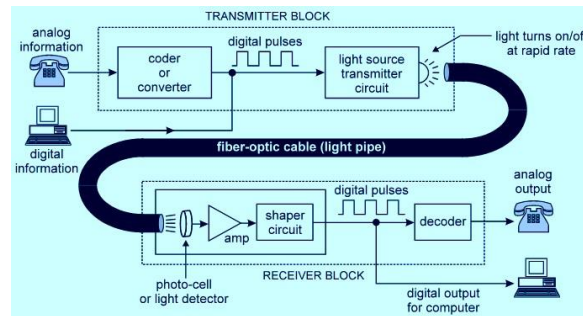 TRANSMITTER BLOCK
analog
information
coder
or
converter
digital pulses
light source
transmitter
circuit
light turns on/of
at rapid rate
digital
information
fiber-optic cable (light pipe)
digital pulses
analog
output
shaper
circuit
amp
decoder
RECEIVER BLOCK
photo-cell
or light detector
digital output
for computer